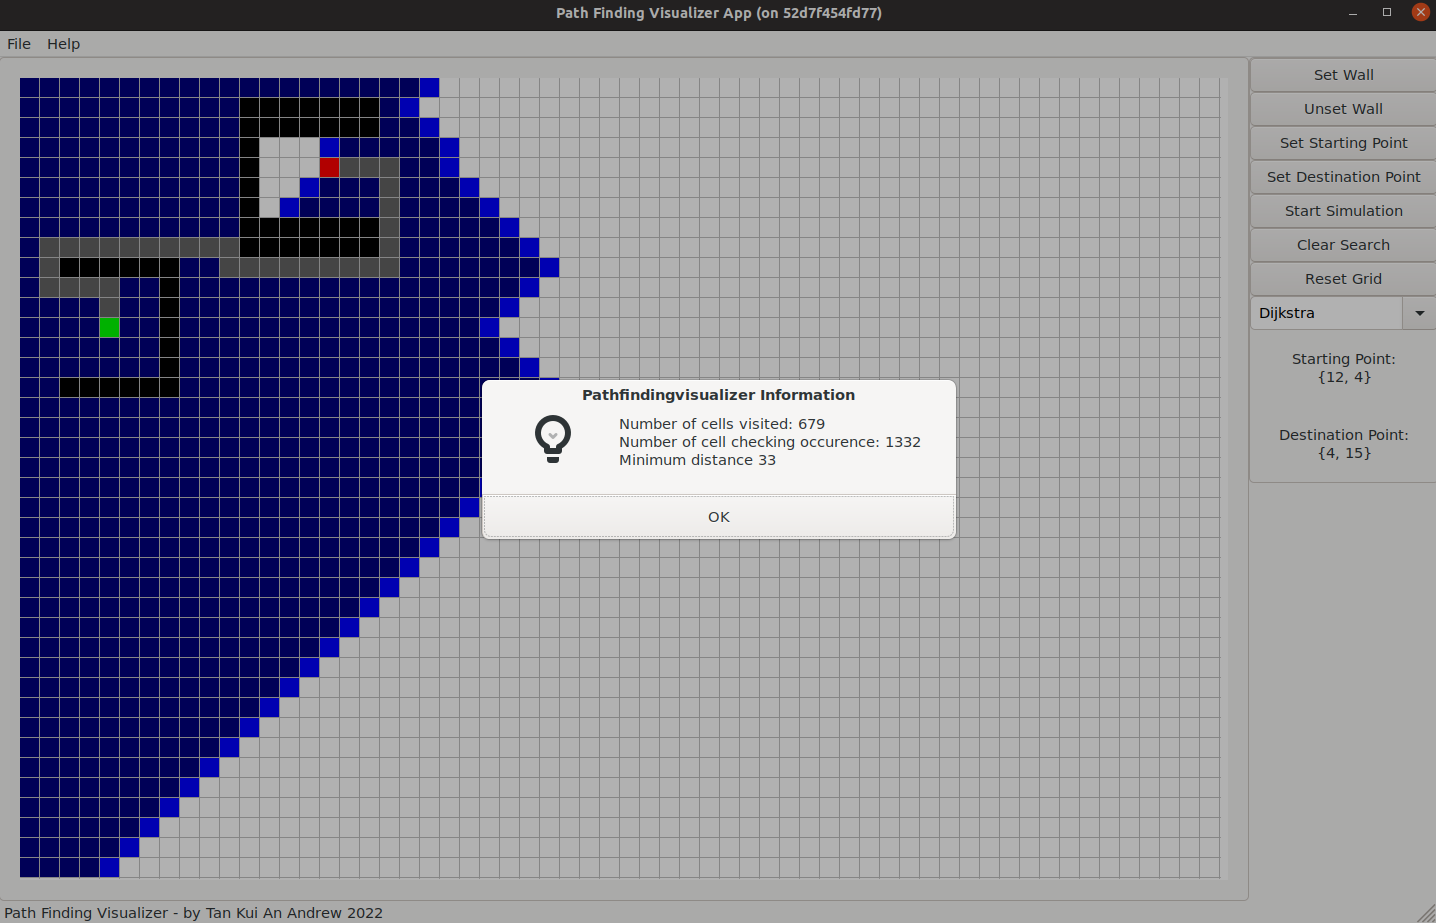 Path Finding Visualizer App (on 52d7f454fd77)
File Help
Set Wall
Unset Wall
Set Starting Point
Set Destination Point
Start Simulation
Clear Search
Reset Grid
Dijkstra
Starting Point:
{12, 4}
Destination Point:
{4, 15}
Pathfindingvisualizer Information
Number of cells visited: 679
Number of cell checking occurence: 1332
Minimum distance 33
OK
Path Finding Visualizer - by Tan Kui An Andrew 2022